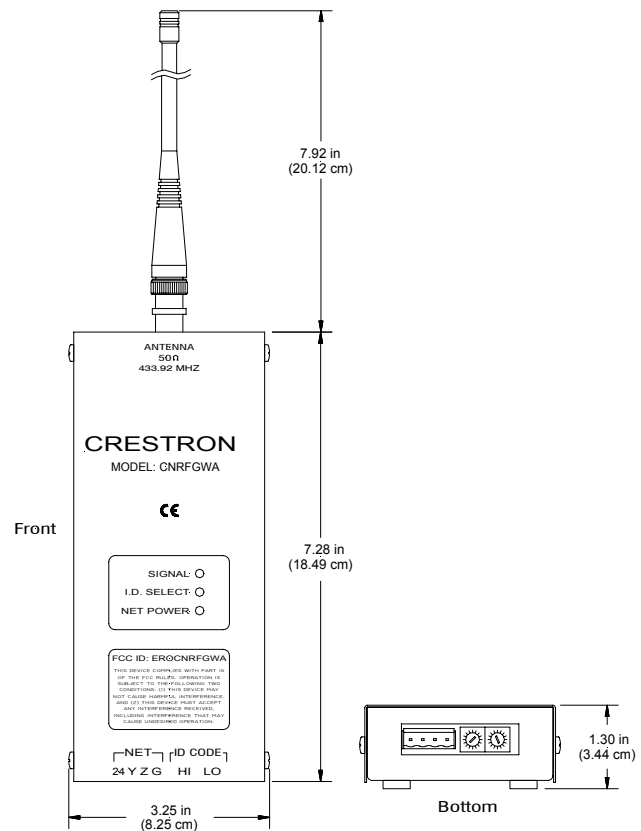 7.92 in
(20.12 cm)
ANTENNA
50Ω
433.92 MHZ
CRESTRON
MODEL: CNRFGWA
CE
Front
7.28 in
(18.49 cm)
SIGNAL
I.D. SELECT
NET POWER
FCC ID: EROCNRFGWA
THIS DEVICE COMPLIES WITH PART IS
OF THE FCC RULES. OPERATION IS
SUBJECT TO THE FOLLOWING TWO
CONDITIONS: (1) THIS DEVICE MAY
NOT CAUSE HARMFUL INTERFERENCE,
AND (2) THIS DEVICE MUST ACCEPT
ANY INTERFERENCE RECEIVED,
INCLUDING INTERFERENCE THAT MAY
CAUSE UNDESIRED OPERATION.
NET ID CODE
24 Y Z G HI LO
3.25 in
(8.25 cm)
1.30 in
(3.44 cm)
Bottom